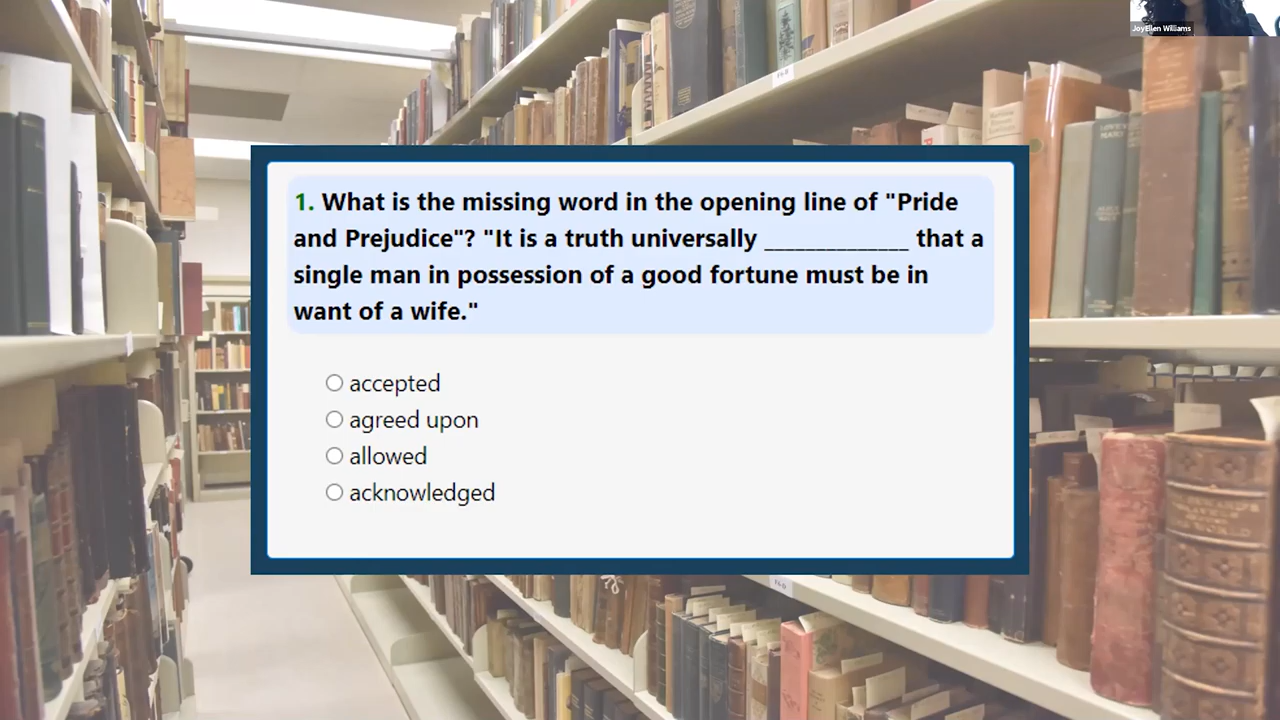 JoyEllen Williams
1. What is the missing word in the opening line of "Pride
and Prejudice"? "It is a truth universally ______________ that a
single man in possession of a good fortune must be in
want of a wife."
accepted
agreed upon
allowed
acknowledged